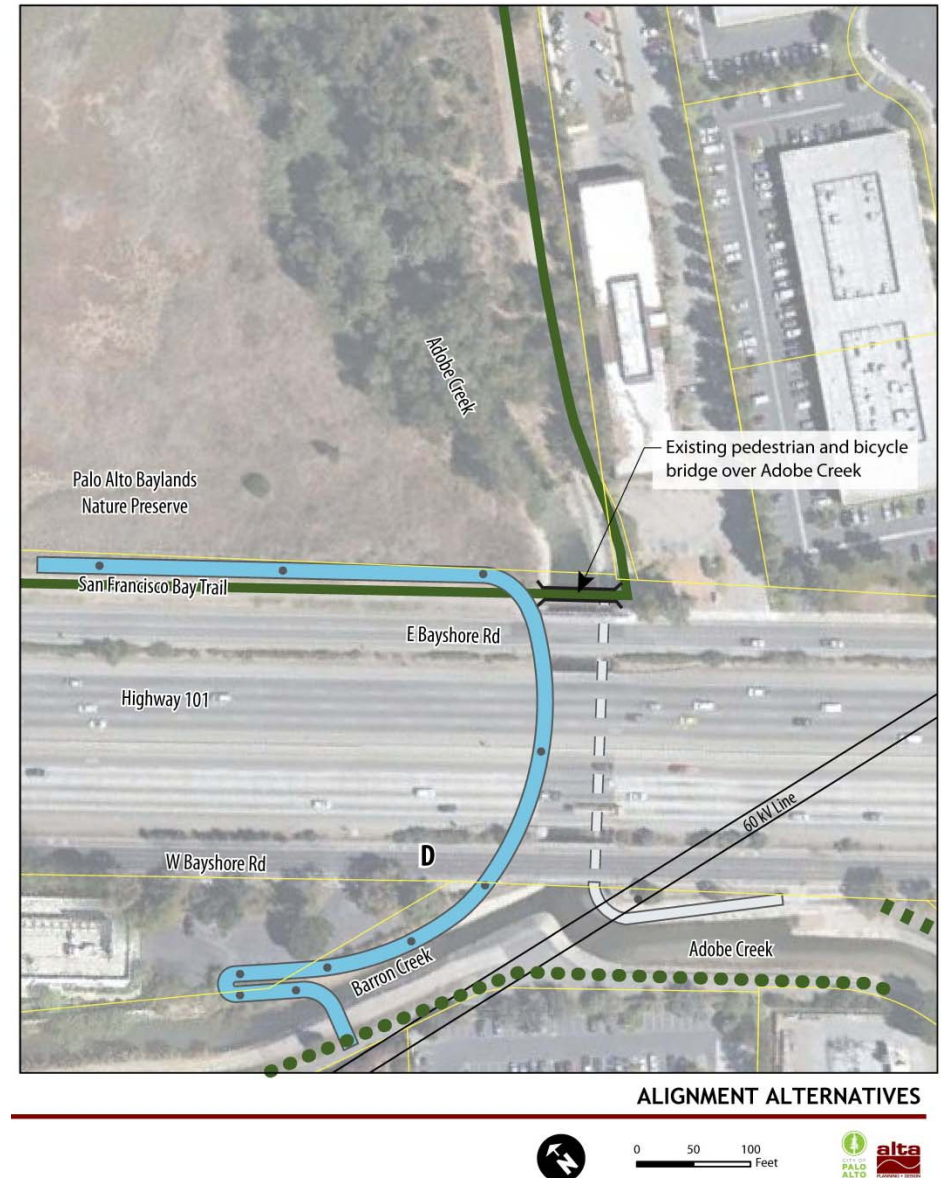 Adobe Creek
Existing pedestrian and bicycle
bridge over Adobe Creek
Palo Alto Baylands
Nature Preserve
San Francisco Bay Trail
E Bayshore Rd
Highway 101
60 kV Line
D
W Bayshore Rd
Barron Creek
Adobe Creek
ALIGNMENT ALTERNATIVES
N
0 50 100
Feet
CITY OF
PALO
ALTO
alta
PLANNING + DESIGN